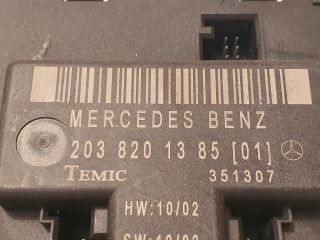 MERCEDES BENZ
203 820 13 85 [01]
TEMIC 351307
HW:10/02